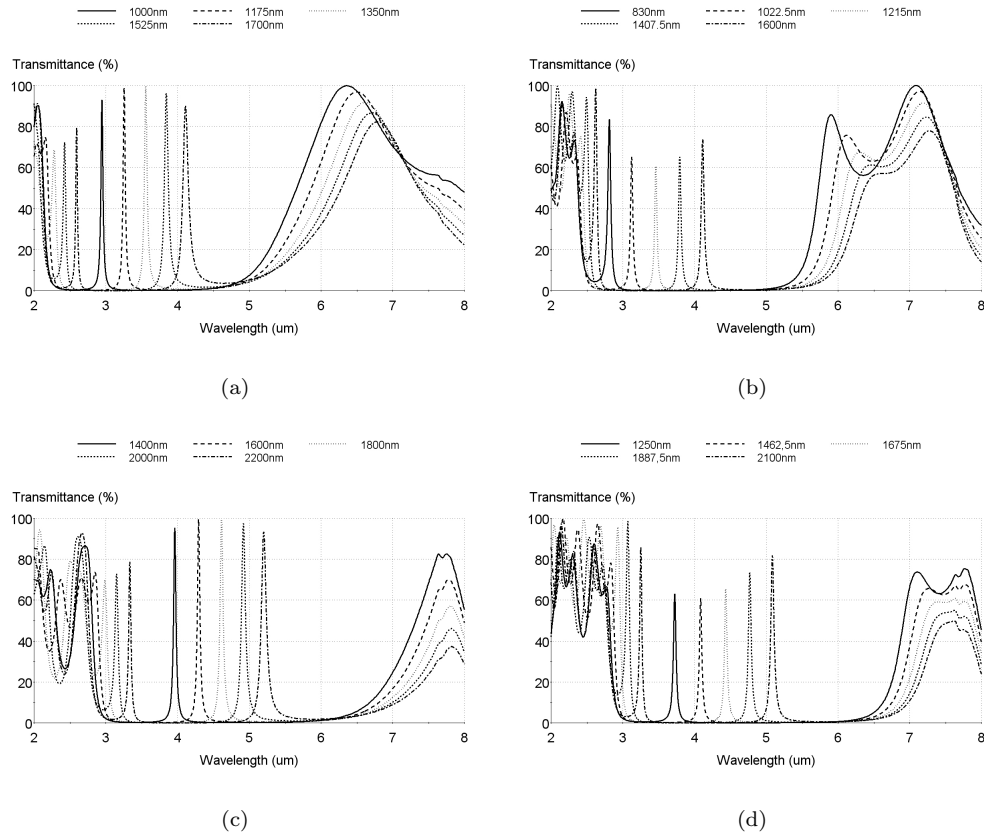 1000nm 1175nm 1350nm
1525nm 1700nm
Transmittance (%)
100
80
60
40
20
0
2 3 4 5 6 7 8
Wavelength (um)
(a)
830nm 1022.5nm 1215nm
1407.5nm 1600nm
Transmittance (%)
100
80
60
40
20
0
2 3 4 5 6 7 8
Wavelength (um)
(b)
1400nm 1600nm 1800nm
2000nm 2200nm
Transmittance (%)
100
80
60
40
20
0
2 3 4 5 6 7 8
Wavelength (um)
(c)
1250nm 1462,5nm 1675nm
1887,5nm 2100nm
Transmittance (%)
100
80
60
40
20
0
2 3 4 5 6 7 8
Wavelength (um)
(d)